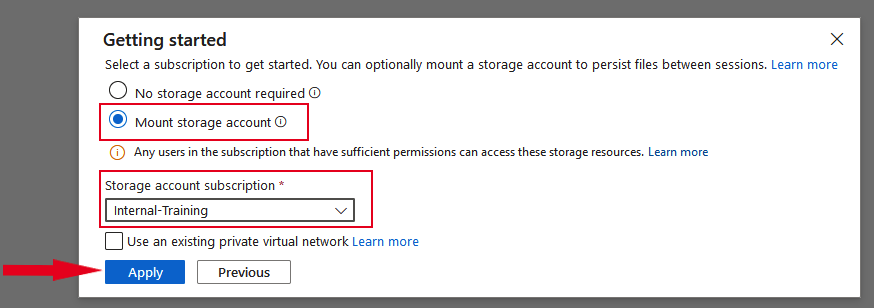 Getting started
Select a subscription to get started. You can optionally mount a storage account to persist files between sessions. Learn more
No storage account required
Mount storage account
Any users in the subscription that have sufficient permissions can access these storage resources. Learn more
Storage account subscription *
Internal-Training
Use an existing private virtual network Learn more
Apply Previous